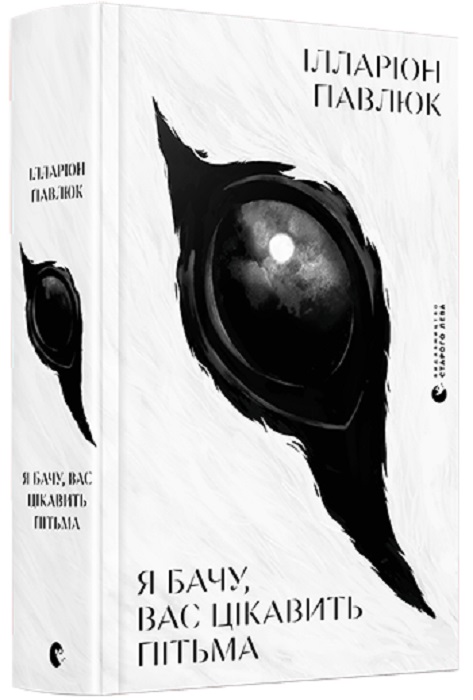 ІЛЛАРІОН
ПАВЛЮК
ІЛЛАРІОН
ПАВЛЮК
Я БАЧУ, ВАС
ЦІКАВИТЬ
ПІТЬМА
ВИДАВНИЦТВО
СТАРОГО ЛЕВА
Я БАЧУ,
ВАС ЦІКАВИТЬ
ПІТЬМА